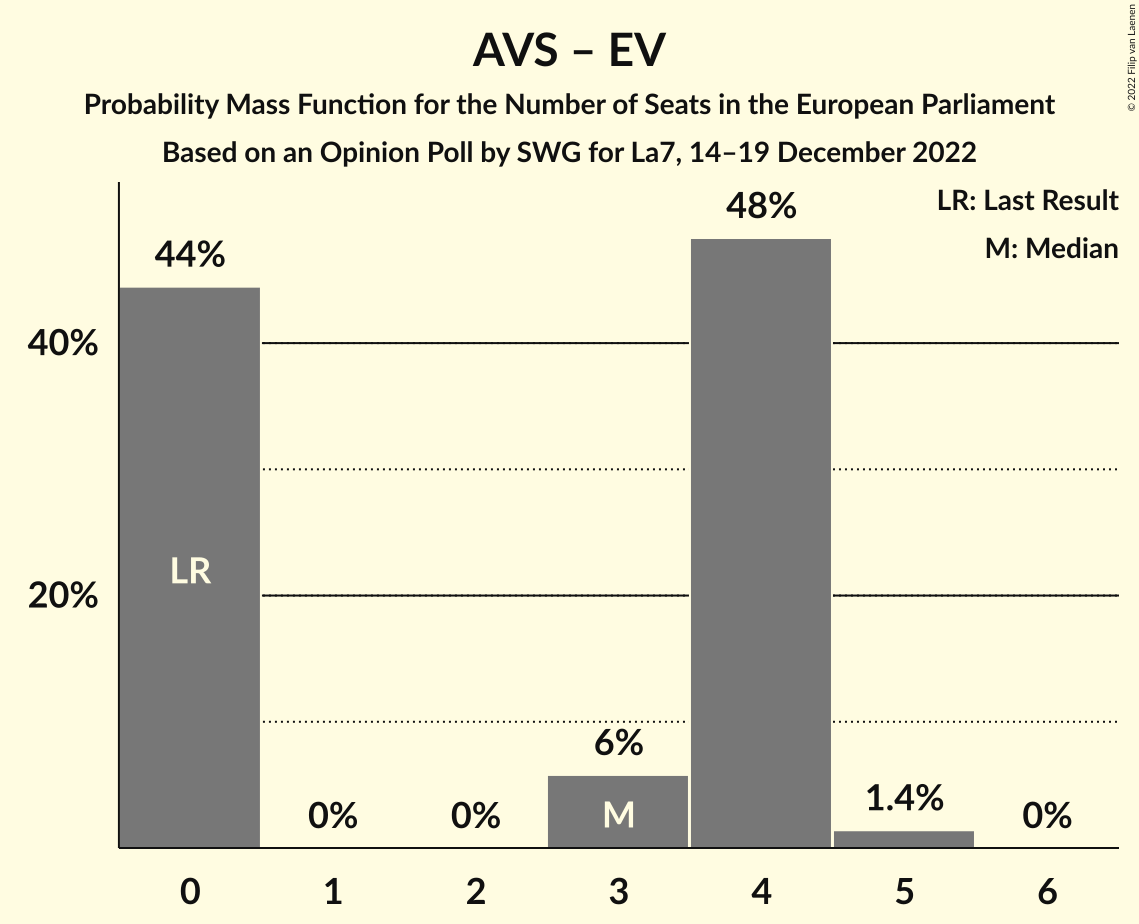 AVS – EV
Probability Mass Function for the Number of Seats in the European Parliament
Based on an Opinion Poll by SWG for La7, 14–19 December 2022
© 2022 Filip van Laenen
LR: Last Result
M: Median
48%
44%
40%
LR
20%
6%
M
1.4%
0%
0%
0%
0 1 2 3 4 5 6